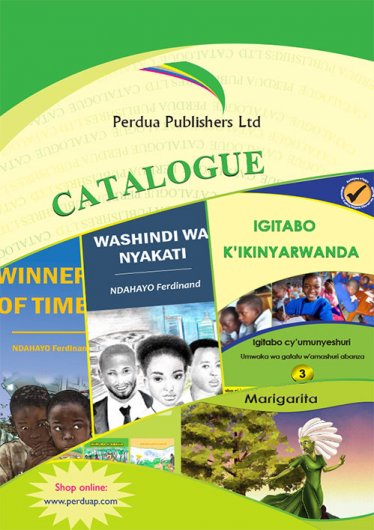 Perdua Publishers Ltd
CATALOGUE
WINNER
OF TIME
NDAHAYO Ferdinand
WASHINDI WA
NYAKATI
NDAHAYO Ferdinand
IGITABO
K'IKINYARWANDA
Igitabo cy'umunyeshuri
Umwaka wa gatatu w'amashuri abanza
3
Marigarita
Shop online:
www.perduap.com